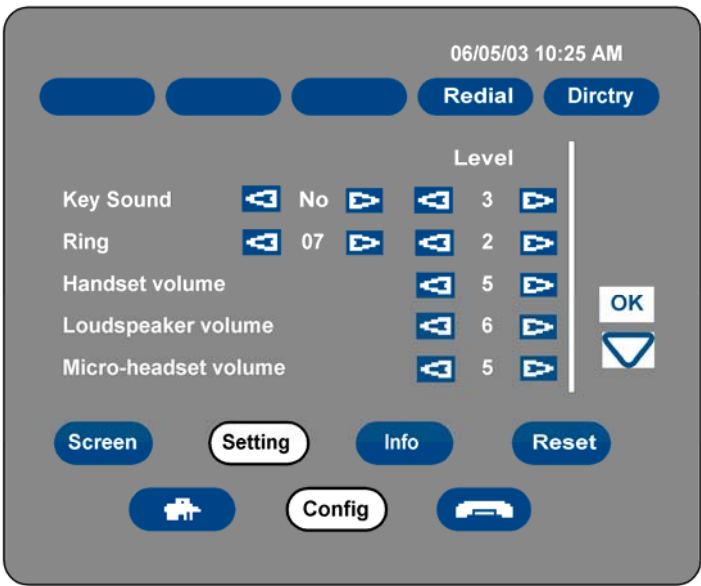 06/05/03 10:25 AM
Redial Dirctry
Level
Key Sound No 3
Ring 07 2
Handset volume 5
Loudspeaker volume 6
Micro-headset volume 5
OK
Screen Setting Info Reset
Config